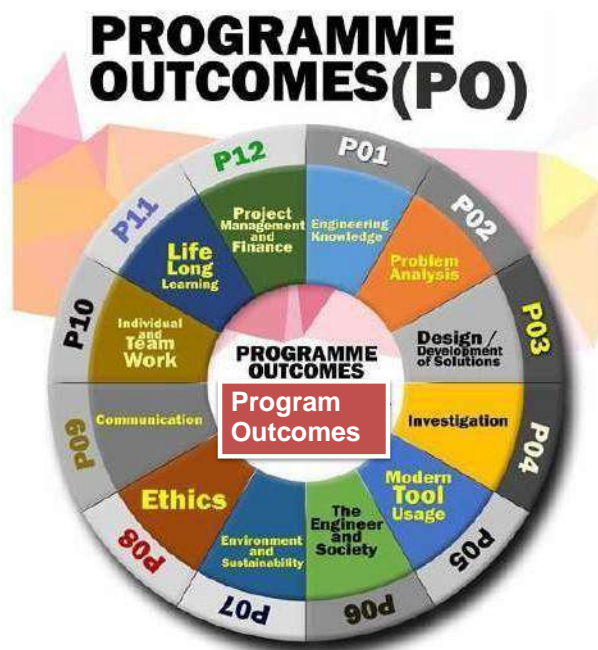 PROGRAMME
OUTCOMES(PO)
P01
Engineering
Knowledge
P02
Problem
Analysis
P03
Design /
Development
of Solutions
P04
Investigation
P05
Modern
Tool
Usage
P06
The
Engineer
and
Society
P07
Environment
and
Sustainability
P08
Ethics
P09
Communication
P10
Individual
and
Team
Work
P11
Life
Long
Learning
P12
Project
Management
and
Finance
PROGRAMME
OUTCOMES
Program
Outcomes